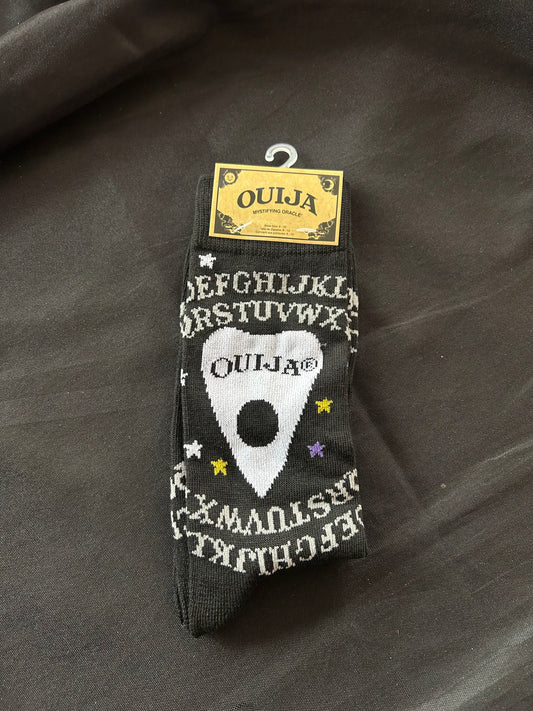 OUIJA
MYSTIFYING ORACLE
DEFGHIJKL
QRSTUVWX
OUIJA®
QRSTUVWX
DEFGHIJKL